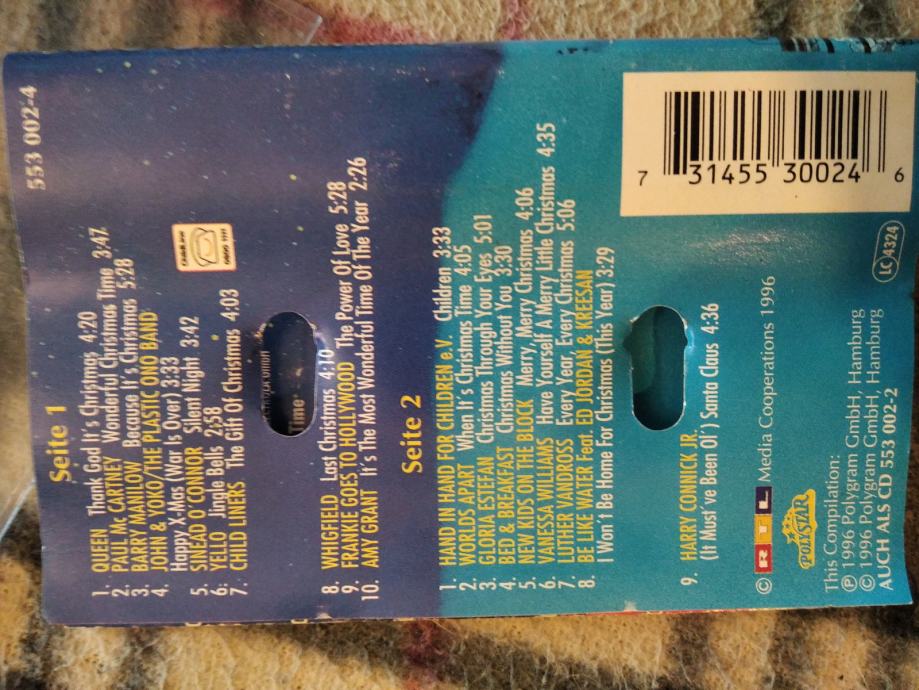 553 002-4
Seite 1
1. QUEEN Thank God It's Christmas 4:20
2. PAUL Mc CARTNEY Wonderful Christmas Time 3:47
3. BARRY MANILOW Because It's Christmas 5:28
4. JOHN & YOKO/THE PLASTIC ONO BAND
Happy X-Mas (War Is Over) 3:33
5. SINEAD O'CONNOR Silent Night 3:42
6. YELLO Jingle Bells 2:58
7. CHILD LINERS The Gift Of Christmas 4:03
Time"
8. WHIGFIELD Last Christmas 4:10
9. FRANKIE GOES TO HOLLYWOOD The Power Of Love 5:28
10. AMY GRANT It's The Most Wonderful Time Of The Year 2:26
Seite 2
1. HAND IN HAND FOR CHILDREN e.V. Children 3:33
2. WORLDS APART When It's Christmas Time 4:05
3. GLORIA ESTEFAN Christmas Through Your Eyes 5:01
4. BED & BREAKFAST Christmas Without You 3:30
5. NEW KIDS ON THE BLOCK Merry, Merry Christmas 4:06
6. VANESSA WILLIAMS Have Yourself A Merry Little Christmas 4:35
7. LUTHER VANDROSS Every Year, Every Christmas 5:06
8. BE LIKE WATER Feat. ED JORDAN & KREESAN
I Won't Be Home For Christmas (This Year) 3:29
9. HARRY CONNICK JR.
(It Must've Been Ol') Santa Claus 4:36
© RTL Media Cooperations 1996
POLYSTAR
This Compilation:
℗ 1996 Polygram GmbH, Hamburg
© 1996 Polygram GmbH, Hamburg
AUCH ALS CD 553 002-2
LC 4324
7 31455 30024 6